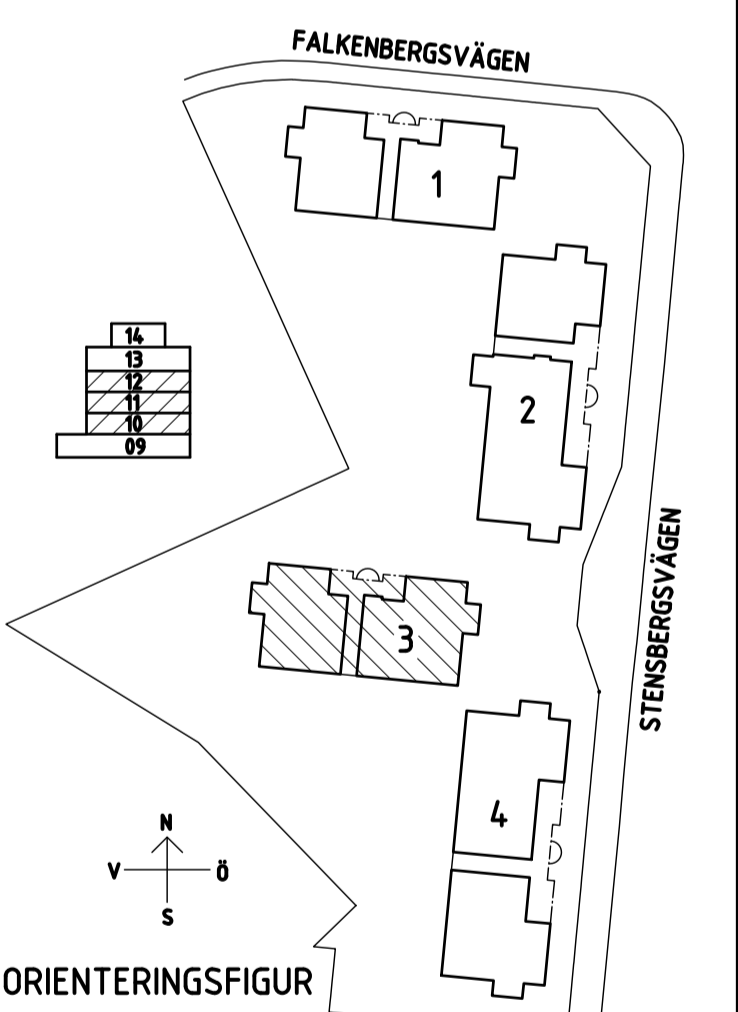 FALKENBERGSVÄGEN
1
14
13
12
11
10
09
2
STENSBERGSVÄGEN
3
4
N
V Ö
S
ORIENTERINGSFIGUR